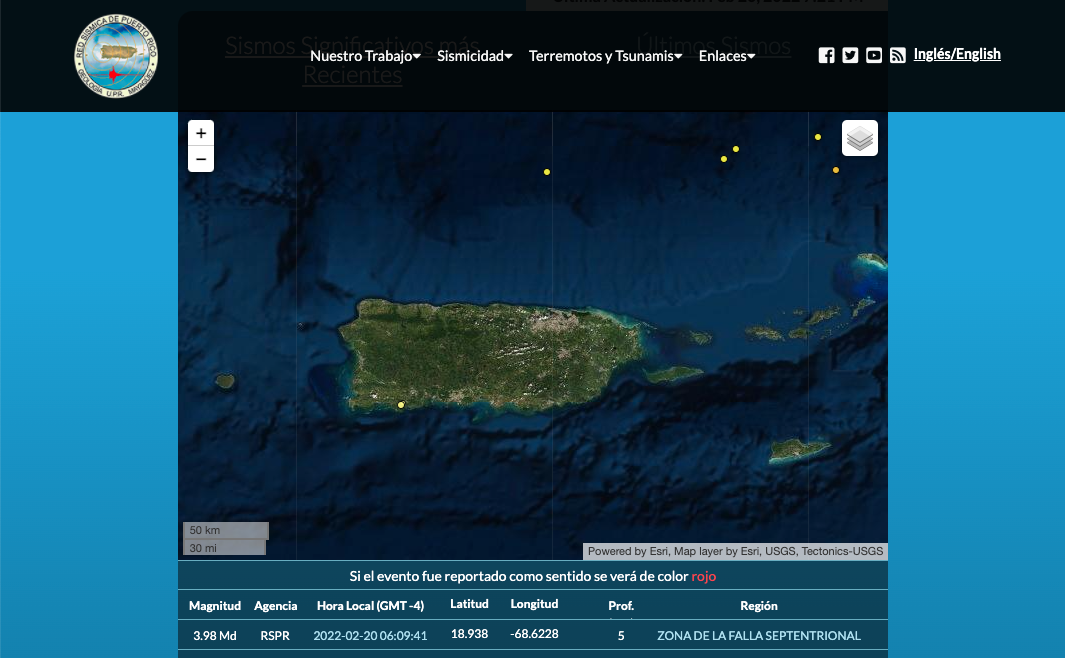 RED SÍSMICA DE PUERTO RICO
GEOLOGÍA U.P.R. MAYAGÜEZ
Sismos Significativos más
Recientes
Últimos Sismos
Nuestro Trabajo
Sismicidad
Terremotos y Tsunamis
Enlaces
Inglés/English
+
−
50 km
30 mi
Powered by Esri, Map layer by Esri, USGS, Tectonics-USGS
Si el evento fue reportado como sentido se verá de color rojo
Magnitud Agencia Hora Local (GMT -4) Latitud Longitud Prof. Región
3.98 Md RSPR 2022-02-20 06:09:41 18.938 -68.6228 5 ZONA DE LA FALLA SEPTENTRIONAL